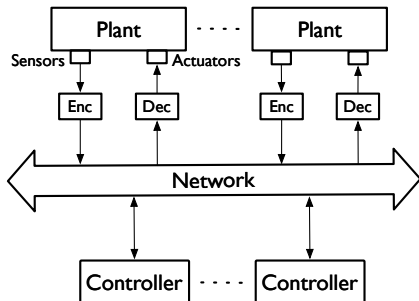 Plant Plant
Sensors Actuators
Enc Dec Enc Dec
Network
Controller Controller